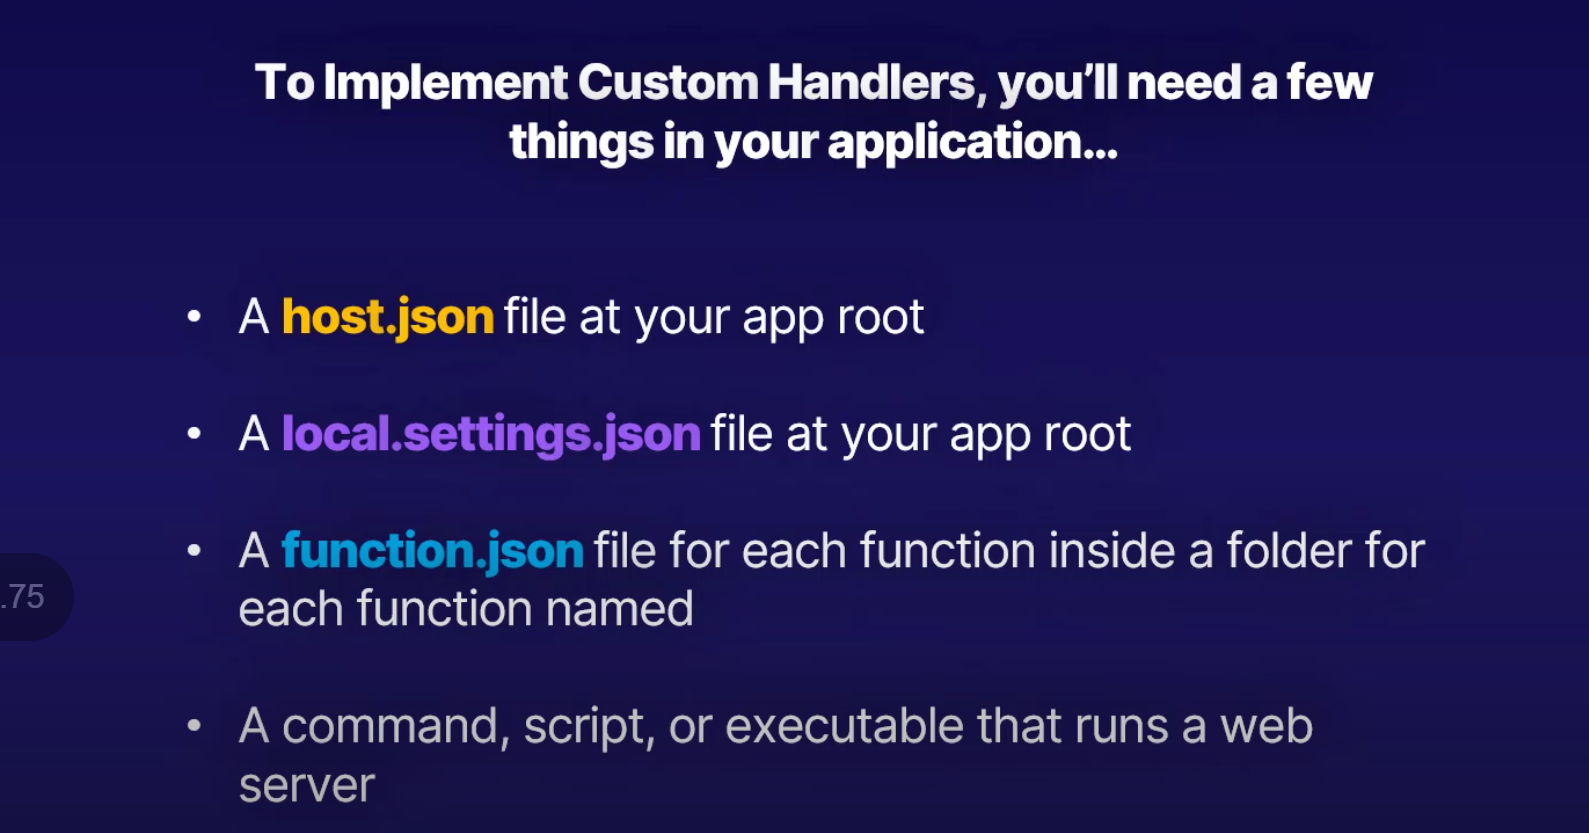 To Implement Custom Handlers, you’ll need a few
things in your application...
• A host.json file at your app root
• A local.settings.json file at your app root
• A function.json file for each function inside a folder for
each function named
.75
• A command, script, or executable that runs a web
server